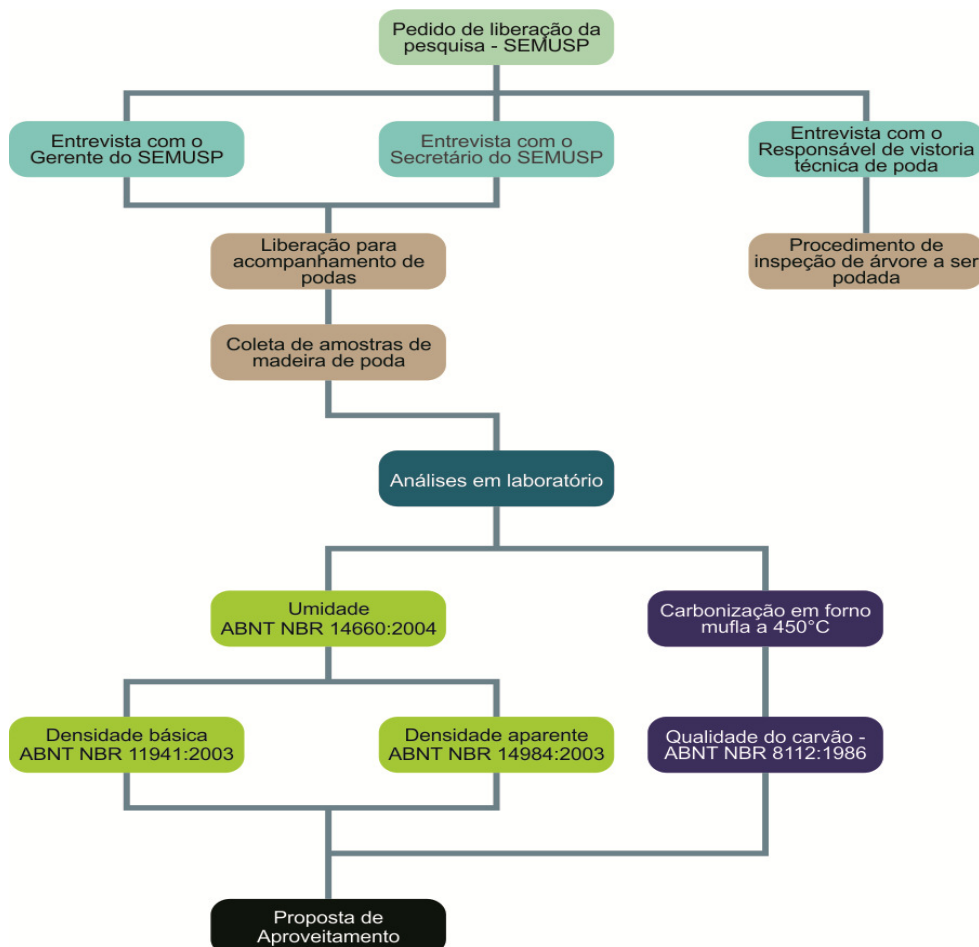 Pedido de liberação da
pesquisa - SEMUSP
Entrevista com o
Gerente do SEMUSP
Entrevista com o
Secretário do SEMUSP
Entrevista com o
Responsável de vistoria
técnica de poda
Liberação para
acompanhamento de
podas
Procedimento de
inspeção de árvore a ser
podada
Coleta de amostras de
madeira de poda
Análises em laboratório
Umidade
ABNT NBR 14660:2004
Carbonização em forno
mufla a 450°C
Densidade básica
ABNT NBR 11941:2003
Densidade aparente
ABNT NBR 14984:2003
Qualidade do carvão -
ABNT NBR 8112:1986
Proposta de
Aproveitamento